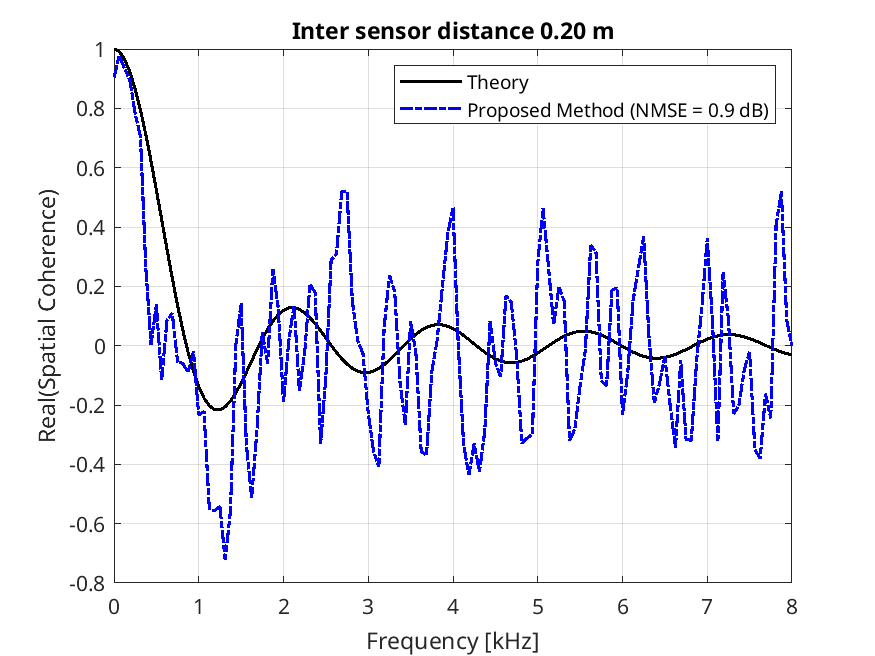 Inter sensor distance 0.20 m
Theory
Proposed Method (NMSE = 0.9 dB)
Real(Spatial Coherence)
1
0.8
0.6
0.4
0.2
0
-0.2
-0.4
-0.6
-0.8
0 1 2 3 4 5 6 7 8
Frequency [kHz]